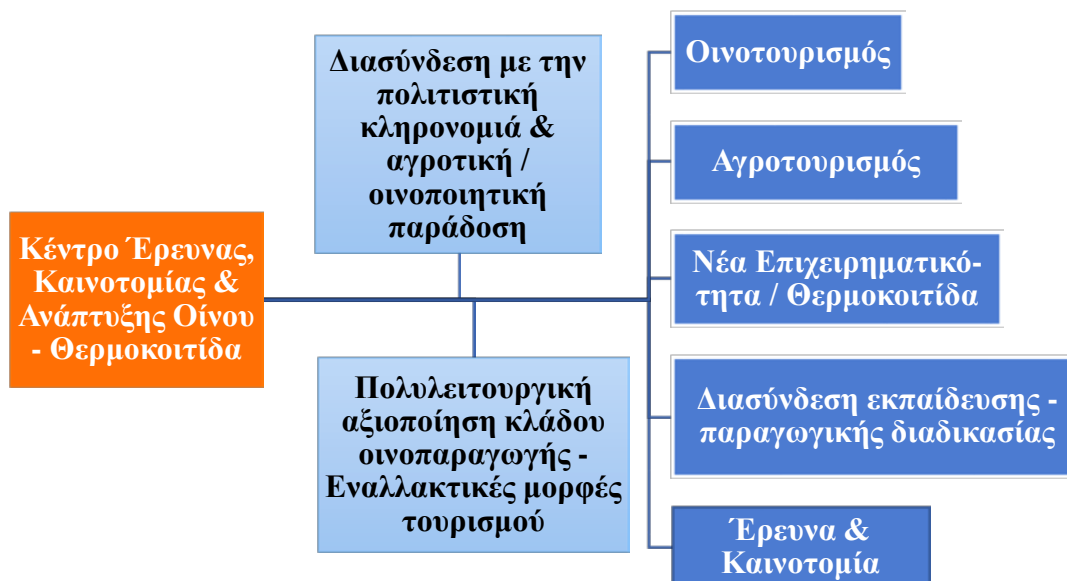 Κέντρο Έρευνας,
Καινοτομίας &
Ανάπτυξης Οίνου
- Θερμοκοιτίδα
Διασύνδεση με την
πολιτιστική
κληρονομιά &
αγροτική /
οινοποιητική
παράδοση
Πολυλειτουργική
αξιοποίηση κλάδου
οινοπαραγωγής -
Εναλλακτικές μορφές
τουρισμού
Οινοτουρισμός
Αγροτουρισμός
Νέα Επιχειρηματικό-
τητα / Θερμοκοιτίδα
Διασύνδεση εκπαίδευσης -
παραγωγικής διαδικασίας
Έρευνα &
Καινοτομία